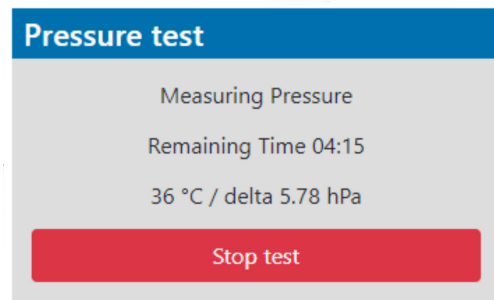 Pressure test
Measuring Pressure
Remaining Time 04:15
36 °C / delta 5.78 hPa
Stop test